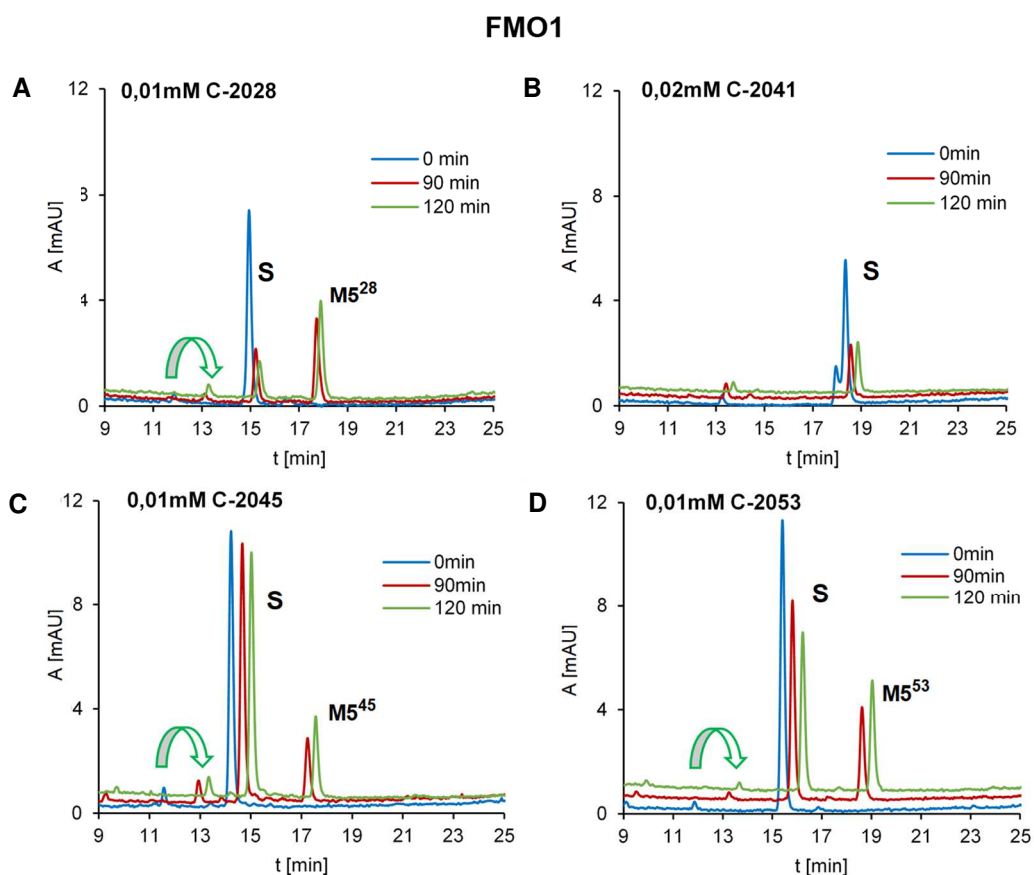 FMO1
A
0,01mM C-2028
12
8
4
0
A [mAU]
0 min
90 min
120 min
S
M5²⁸
9 11 13 15 17 19 21 23 25
t [min]
B
0,02mM C-2041
12
8
4
0
A [mAU]
0min
90min
120 min
S
9 11 13 15 17 19 21 23 25
t [min]
C
0,01mM C-2045
12
8
4
0
A [mAU]
0min
90min
120 min
S
M5⁴⁵
9 11 13 15 17 19 21 23 25
t [min]
D
0,01mM C-2053
12
8
4
0
A [mAU]
0min
90min
120 min
S
M5⁵³
9 11 13 15 17 19 21 23 25
t [min]